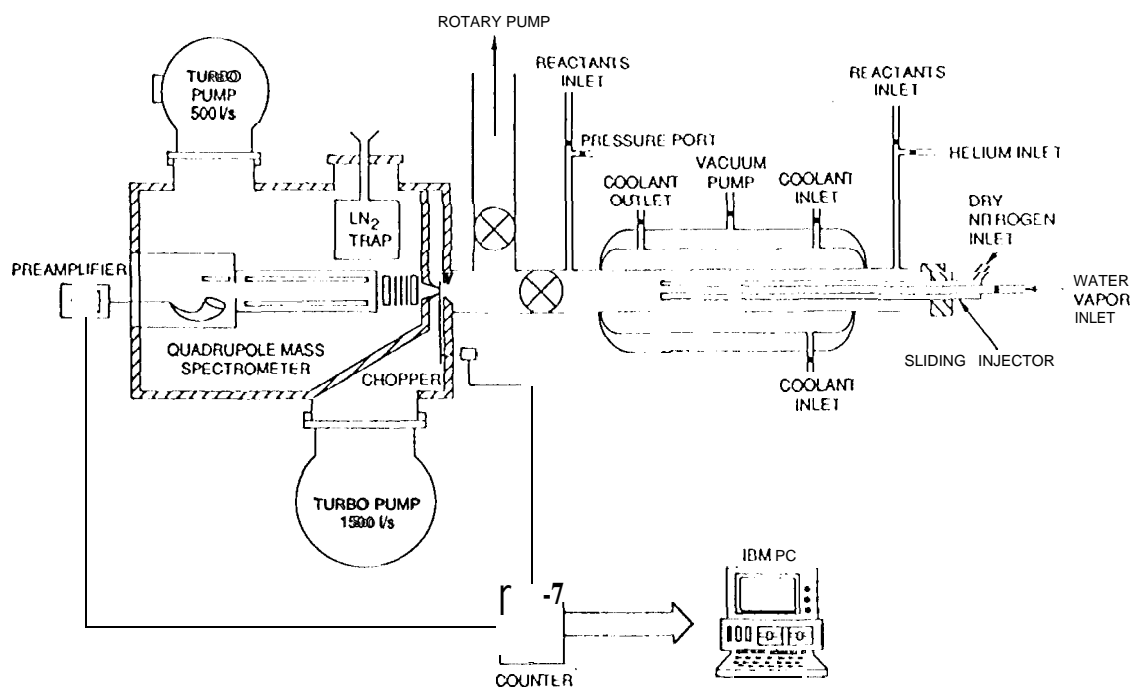 ROTARY PUMP
TURBO
PUMP
500 l/s
REACTANTS
INLET
REACTANTS
INLET
PRESSURE PORT
HELIUM INLET
VACUUM
PUMP
COOLANT
OUTLET
COOLANT
INLET
DRY
NITROGEN
INLET
LN2
TRAP
PREAMPLIFIER
WATER
VAPOR
INLET
QUADRUPOLE MASS
SPECTROMETER
CHOPPER
SLIDING INJECTOR
COOLANT
INLET
TURBO PUMP
1500 l/s
IBM PC
r -7
COUNTER